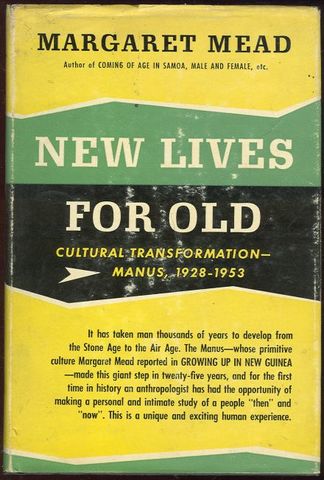 MARGARET MEAD
Author of COMING OF AGE IN SAMOA, MALE AND FEMALE, etc.
NEW LIVES
FOR OLD
CULTURAL TRANSFORMATION—
MANUS, 1928-1953
It has taken man thousands of years to develop from
the Stone Age to the Air Age. The Manus—whose primitive
culture Margaret Mead reported in GROWING UP IN NEW GUINEA
—made this giant step in twenty-five years, and for the first
time in history an anthropologist has had the opportunity of
making a personal and intimate study of a people "then" and
"now". This is a unique and exciting human experience.